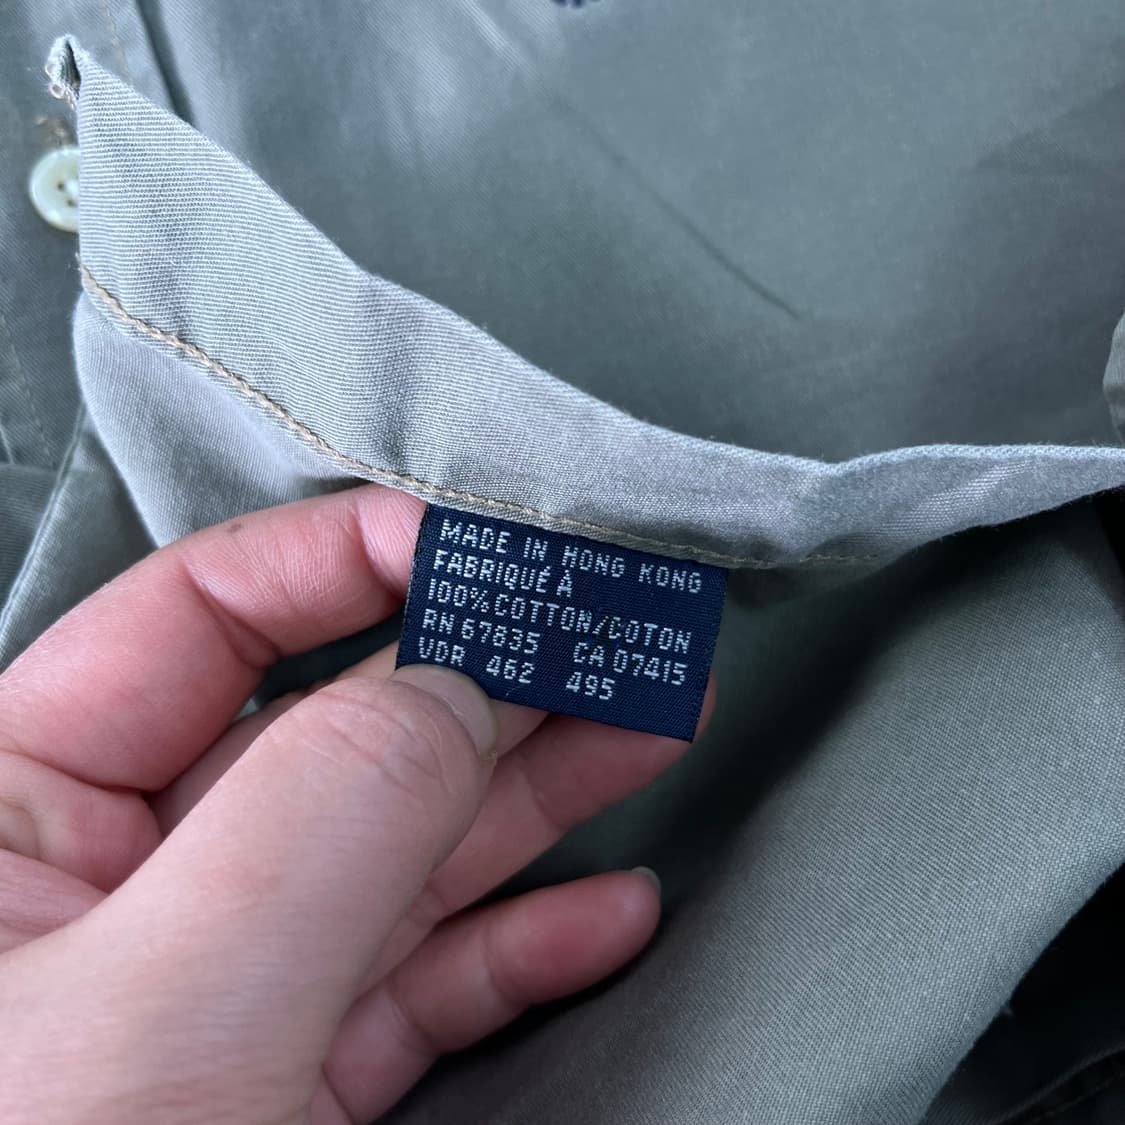 MADE IN HONG KONG
FABRIQUÉ À
100% COTTON/COTON
RN 67835 CA 07415
VDR 462 495